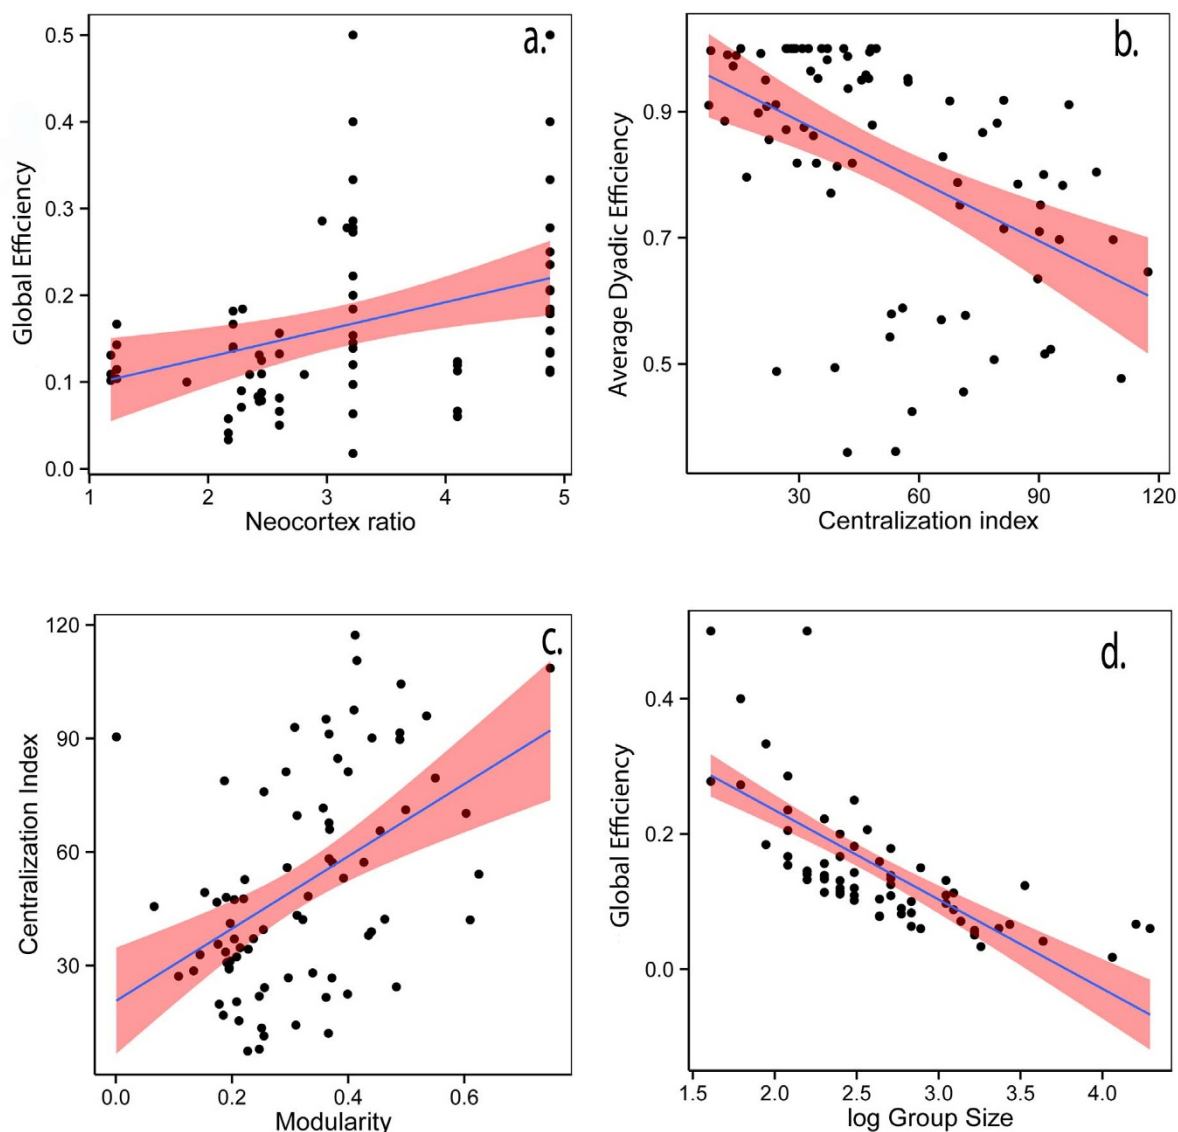 a.
0.5
0.4
0.3
0.2
0.1
0.0
Global Efficiency
1 2 3 4 5
Neocortex ratio
b.
0.9
0.7
0.5
Average Dyadic Efficiency
30 60 90 120
Centralization index
c.
120
90
60
30
Centralization Index
0.0 0.2 0.4 0.6
Modularity
d.
0.4
0.2
0.0
Global Efficiency
1.5 2.0 2.5 3.0 3.5 4.0
log Group Size